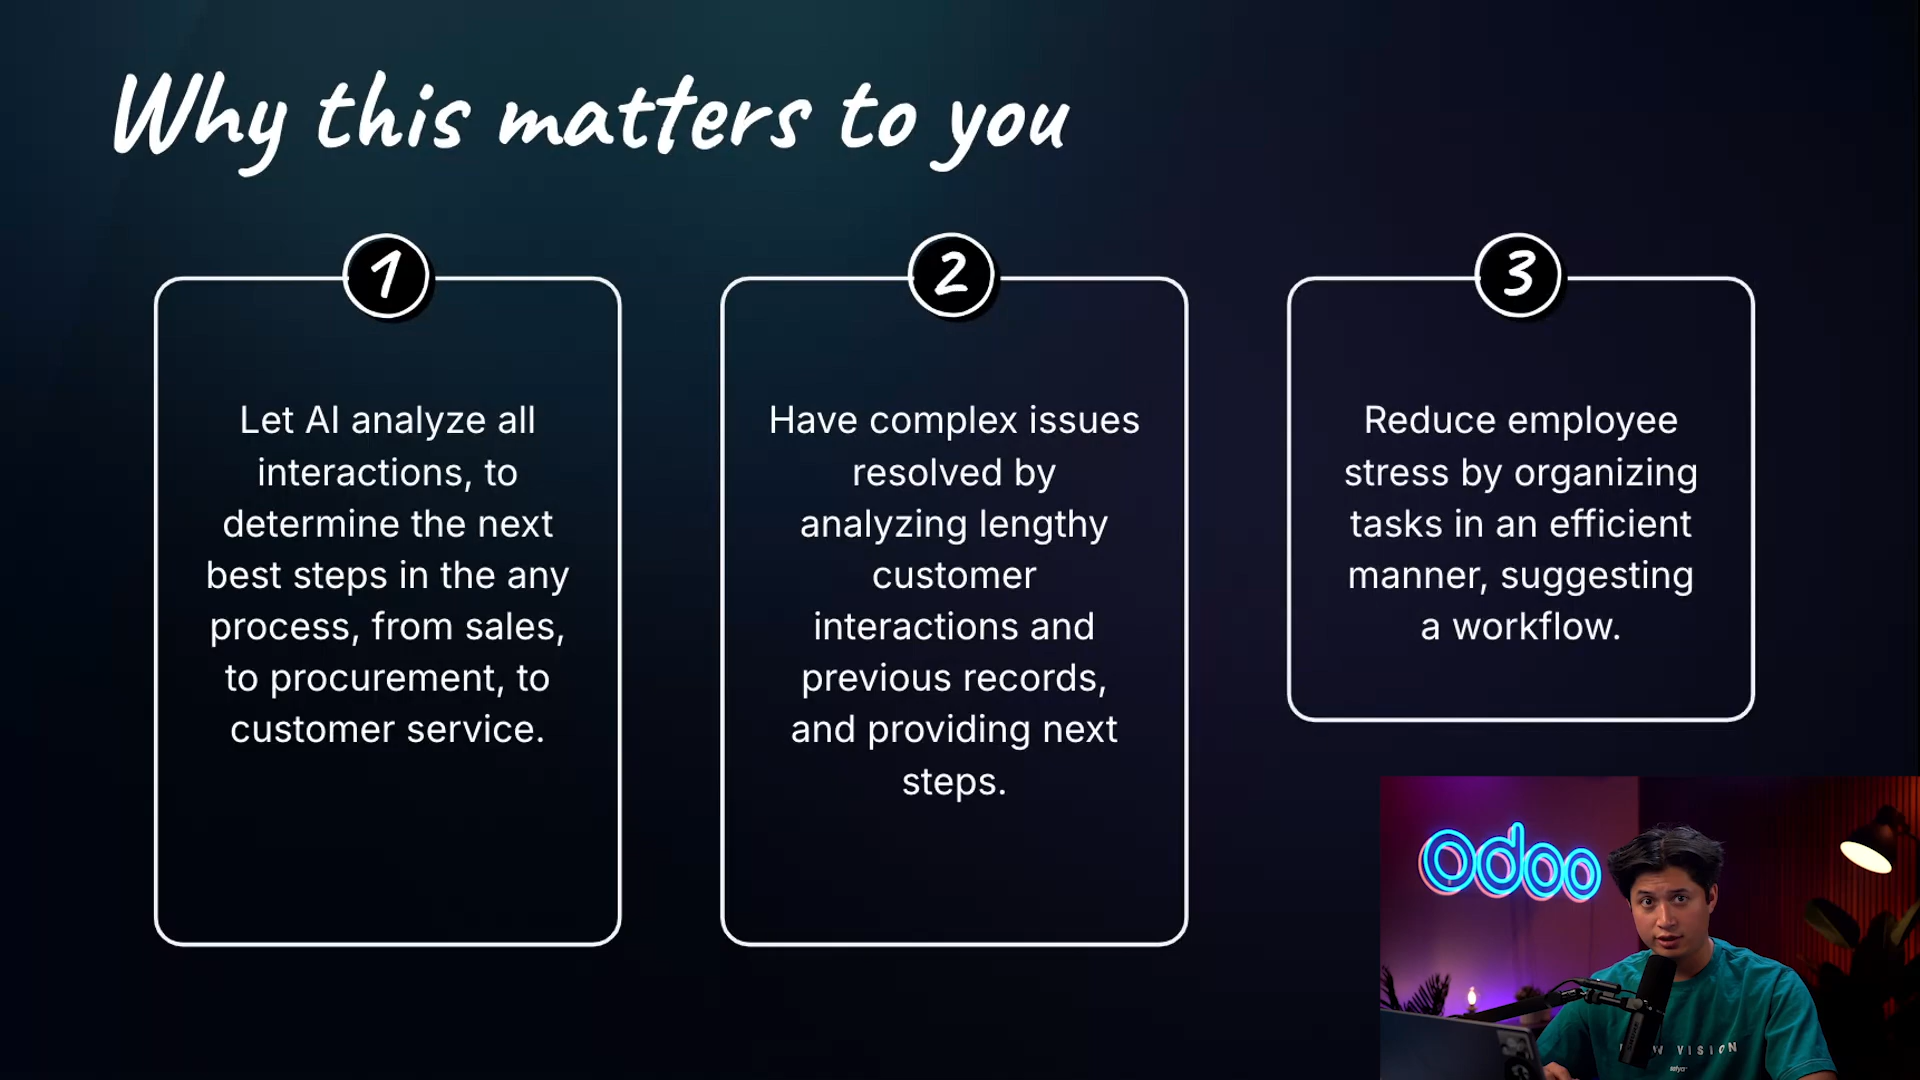 Why this matters to you
1
Let AI analyze all
interactions, to
determine the next
best steps in the any
process, from sales,
to procurement, to
customer service.
2
Have complex issues
resolved by
analyzing lengthy
customer
interactions and
previous records,
and providing next
steps.
3
Reduce employee
stress by organizing
tasks in an efficient
manner, suggesting
a workflow.
odoo
VISION